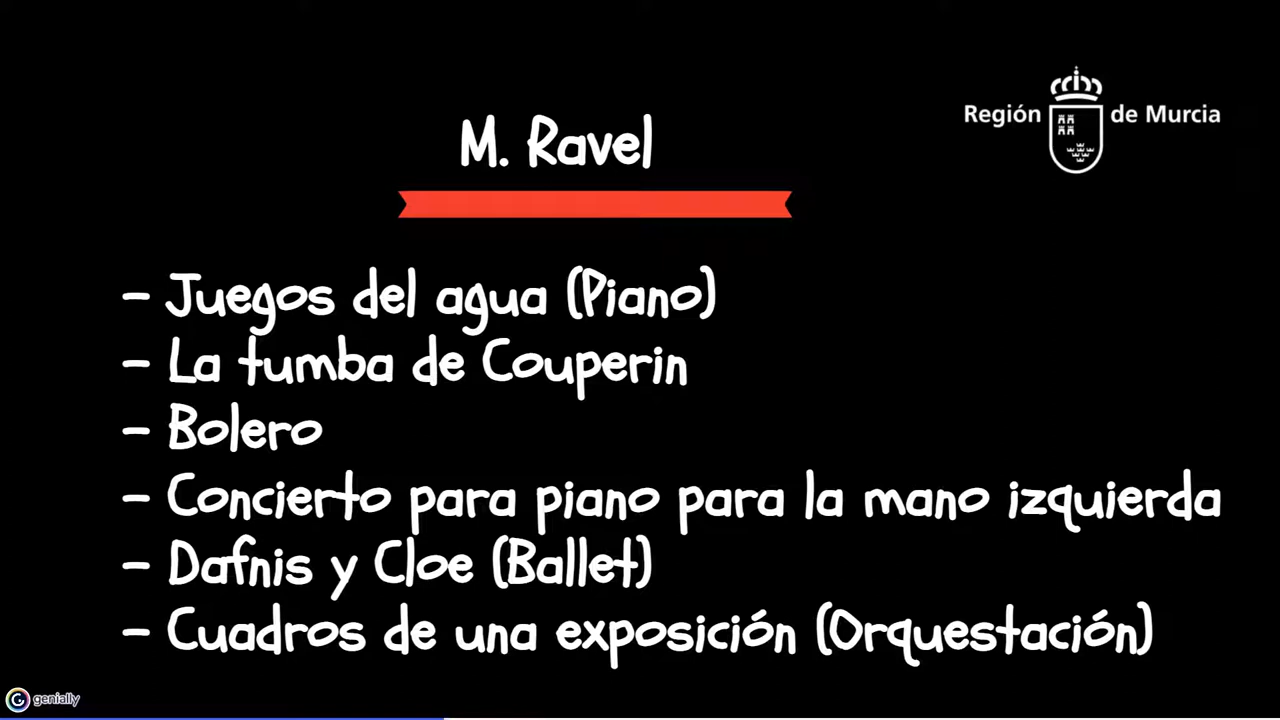 Región de Murcia
M. Ravel
- Juegos del agua (Piano)
- La tumba de Couperin
- Bolero
- Concierto para piano para la mano izquierda
- Dafnis y Cloe (Ballet)
- Cuadros de una exposición (Orquestación)
genially